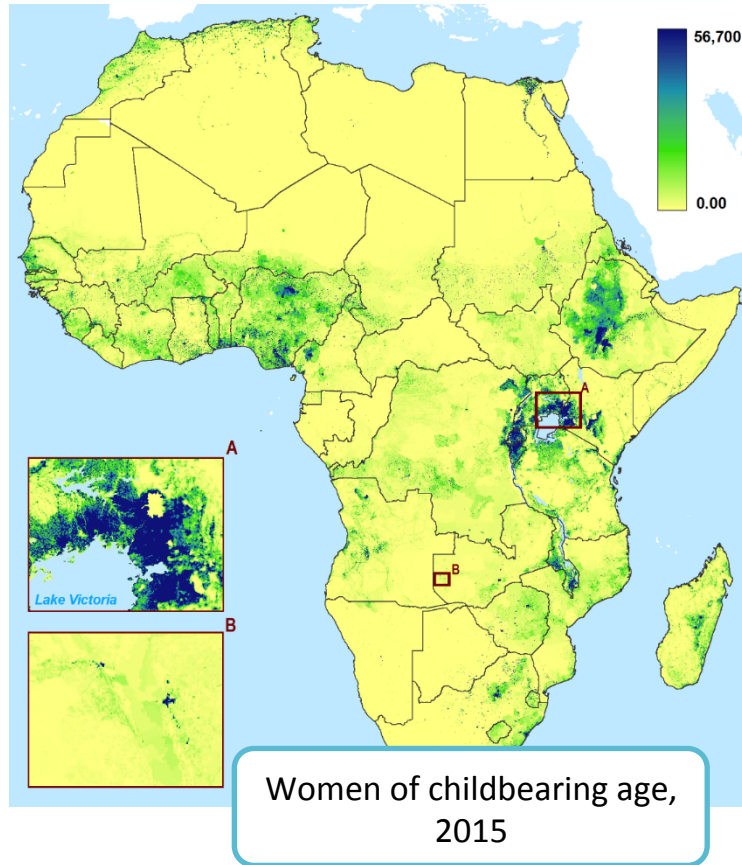 56,700
0.00
A
B
A
Lake Victoria
B
Women of childbearing age,
2015